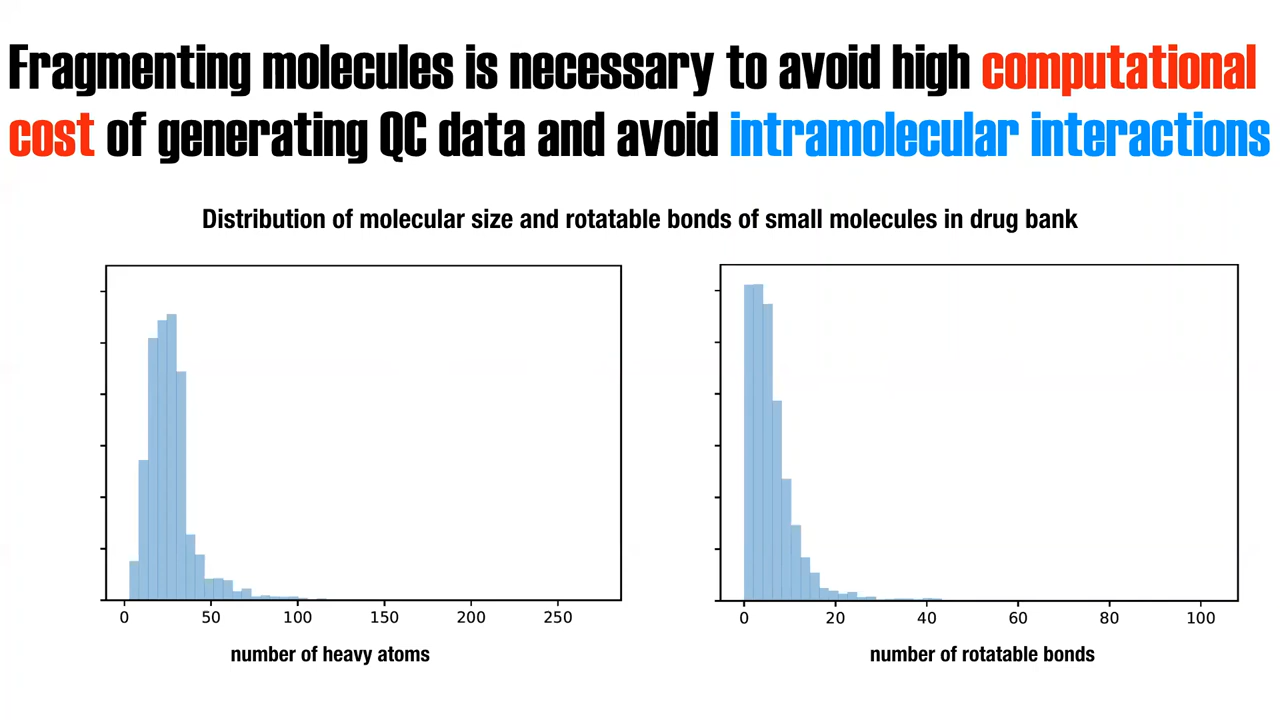 Fragmenting molecules is necessary to avoid high computational
cost of generating QC data and avoid intramolecular interactions
Distribution of molecular size and rotatable bonds of small molecules in drug bank
0 50 100 150 200 250
number of heavy atoms
0 20 40 60 80 100
number of rotatable bonds